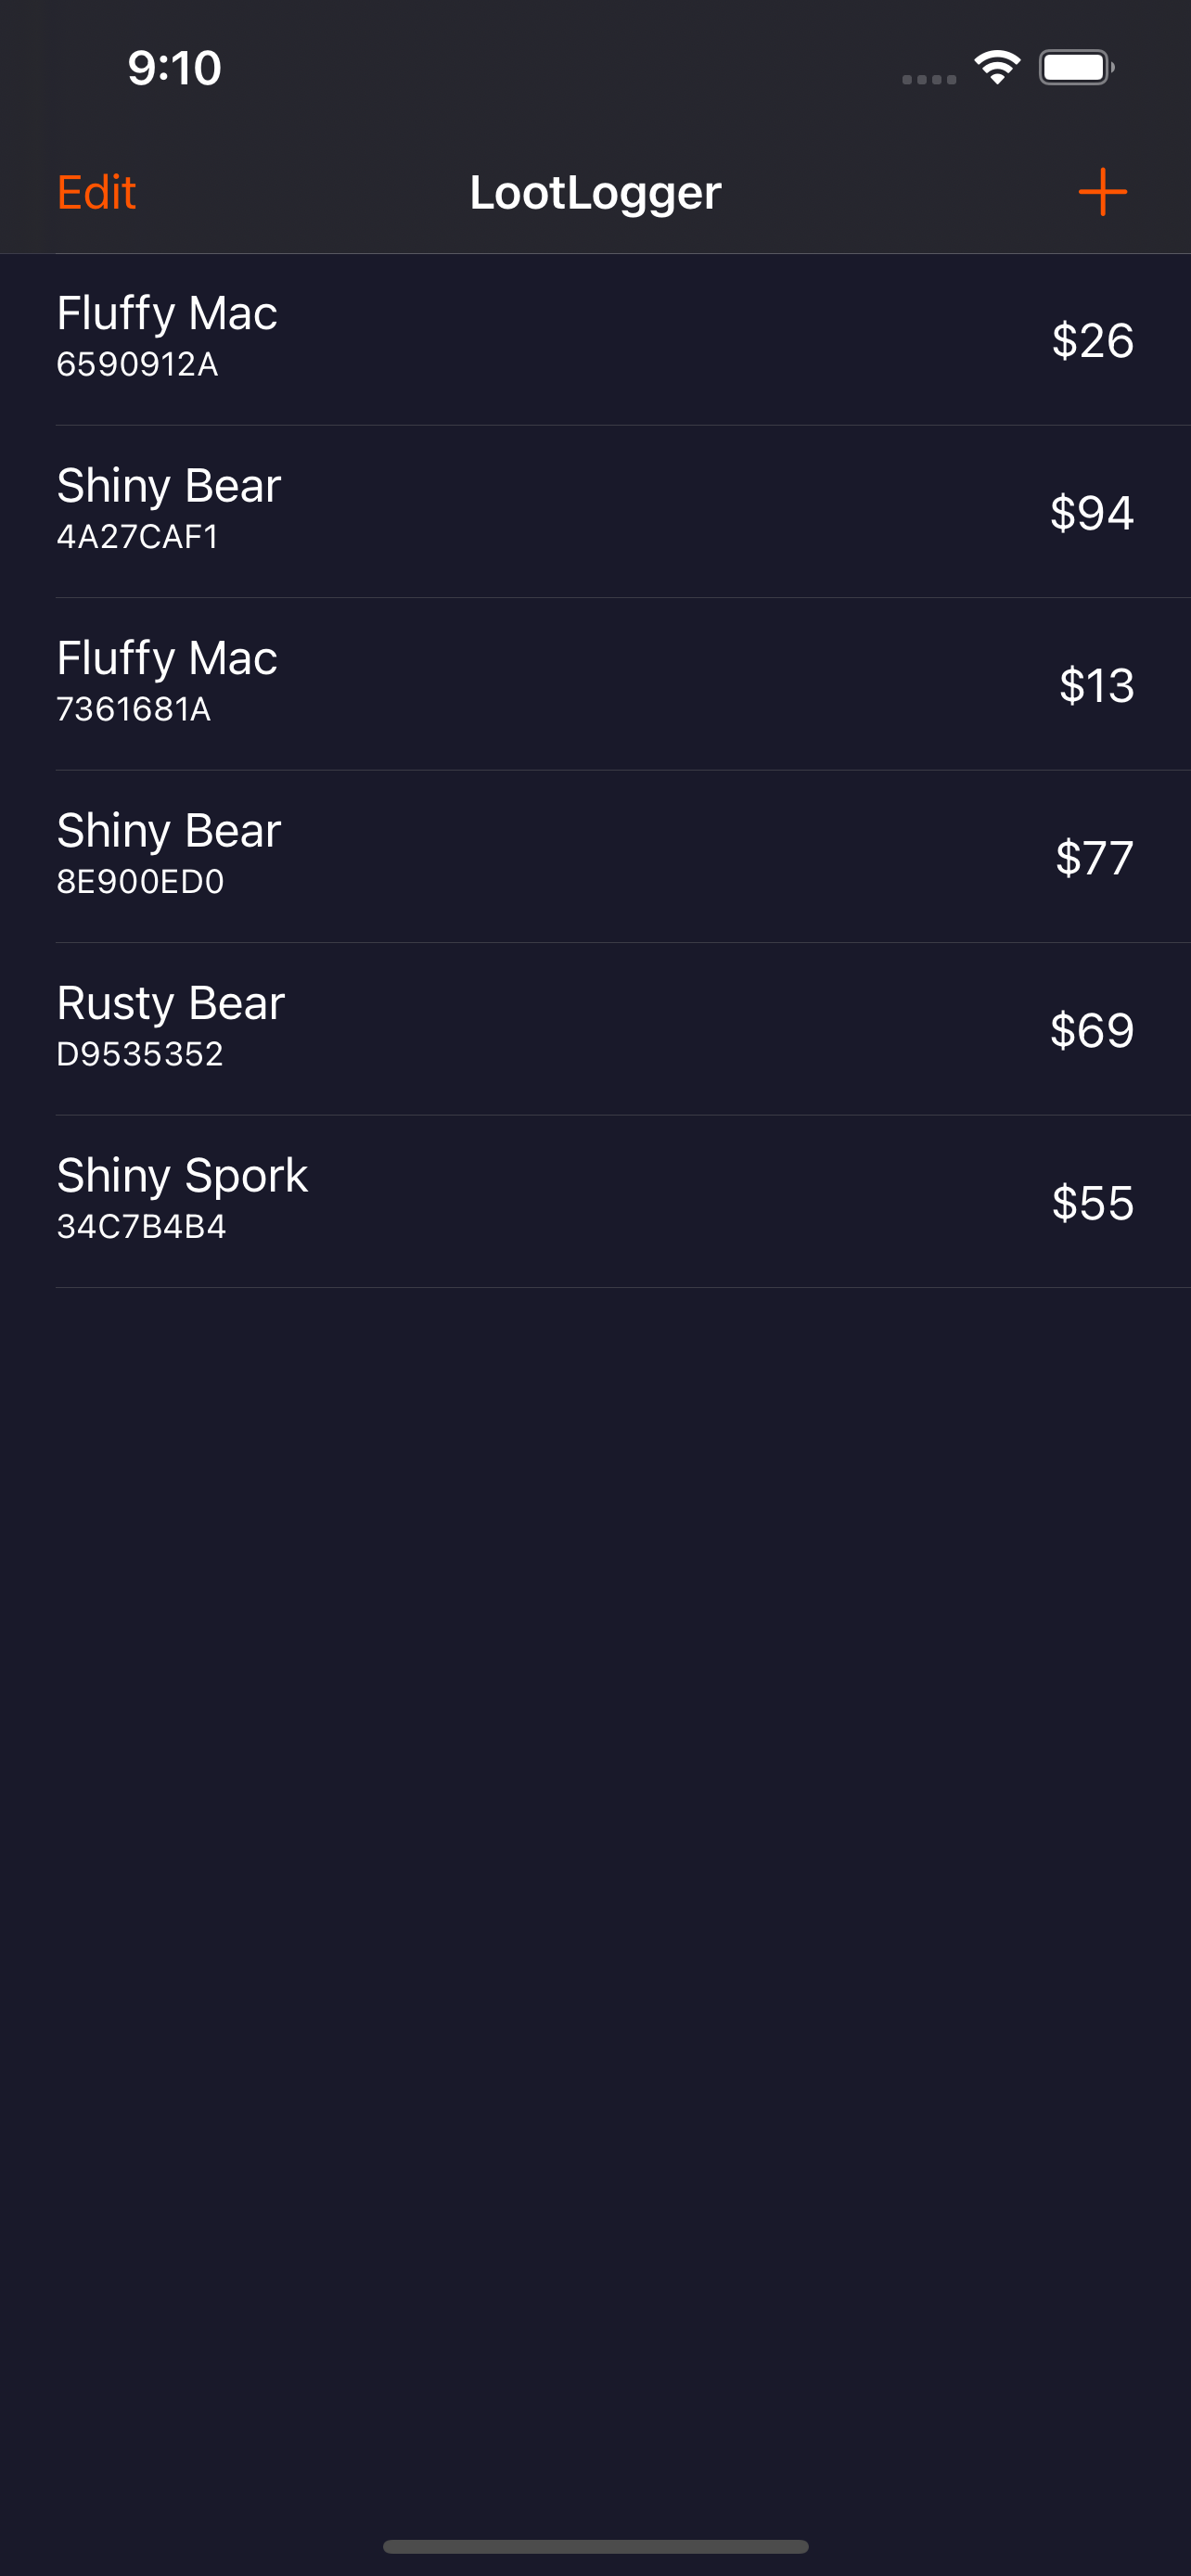 9:10
Edit LootLogger +
Fluffy Mac
6590912A
$26
Shiny Bear
4A27CAF1
$94
Fluffy Mac
7361681A
$13
Shiny Bear
8E900ED0
$77
Rusty Bear
D9535352
$69
Shiny Spork
34C7B4B4
$55